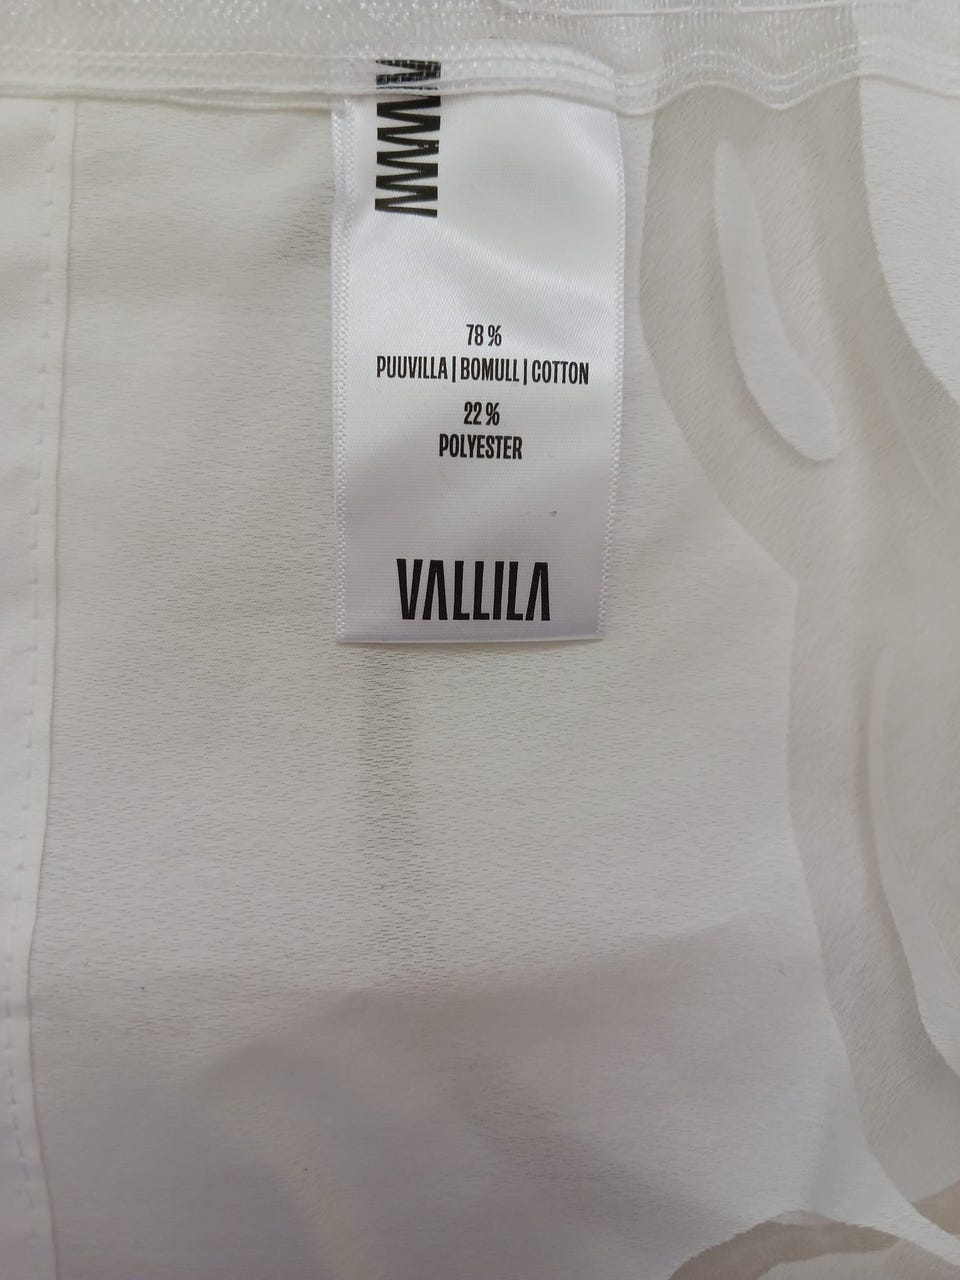 78 %
PUUVILLA | BOMULL | COTTON
22 %
POLYESTER
VALLILA